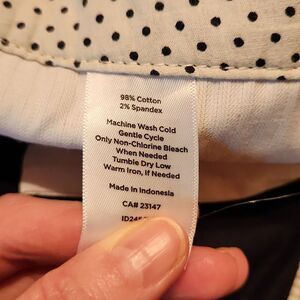 98% Cotton
2% Spandex
Machine Wash Cold
Gentle Cycle
Only Non-Chlorine Bleach
When Needed
Tumble Dry Low
Warm Iron, if Needed
Made in Indonesia
CA# 23147